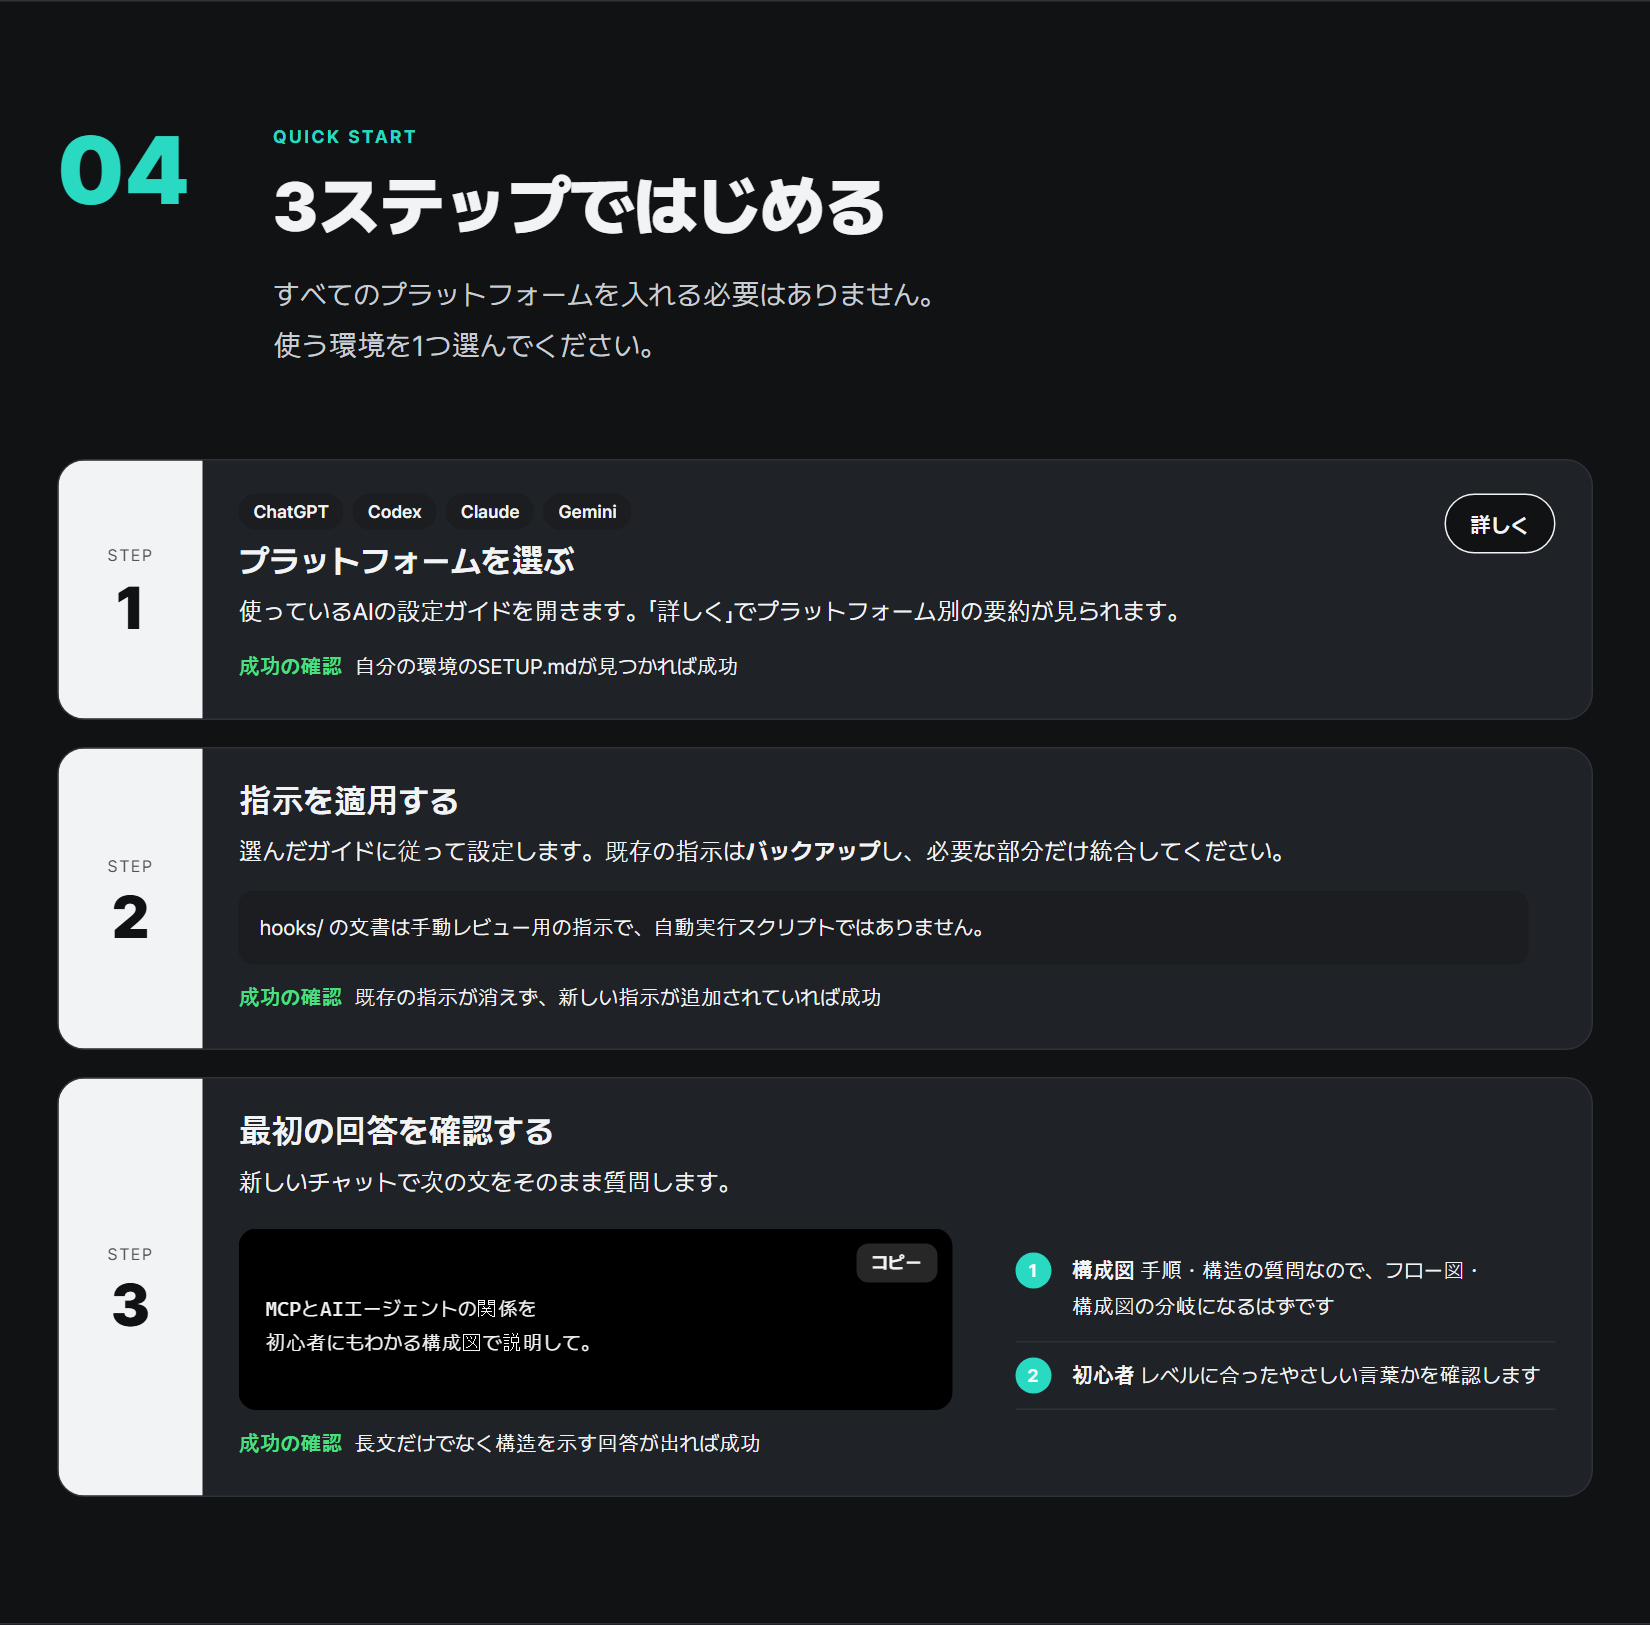 04
QUICK START
3ステップではじめる
すべてのプラットフォームを入れる必要はありません。
使う環境を1つ選んでください。
STEP
1
ChatGPT Codex Claude Gemini
詳しく
プラットフォームを選ぶ
使っているAIの設定ガイドを開きます。「詳しく」でプラットフォーム別の要約が見られます。
成功の確認 自分の環境のSETUP.mdが見つかれば成功
STEP
2
指示を適用する
選んだガイドに従って設定します。既存の指示はバックアップし、必要な部分だけ統合してください。
hooks/ の文書は手動レビュー用の指示で、自動実行スクリプトではありません。
成功の確認 既存の指示が消えず、新しい指示が追加されていれば成功
STEP
3
最初の回答を確認する
新しいチャットで次の文をそのまま質問します。
コピー
MCPとAIエージェントの関係を
初心者にもわかる構成図で説明して。
1 構成図 手順・構造の質問なので、フロー図・
構成図の分岐になるはずです
2 初心者 レベルに合ったやさしい言葉かを確認します
成功の確認 長文だけでなく構造を示す回答が出れば成功